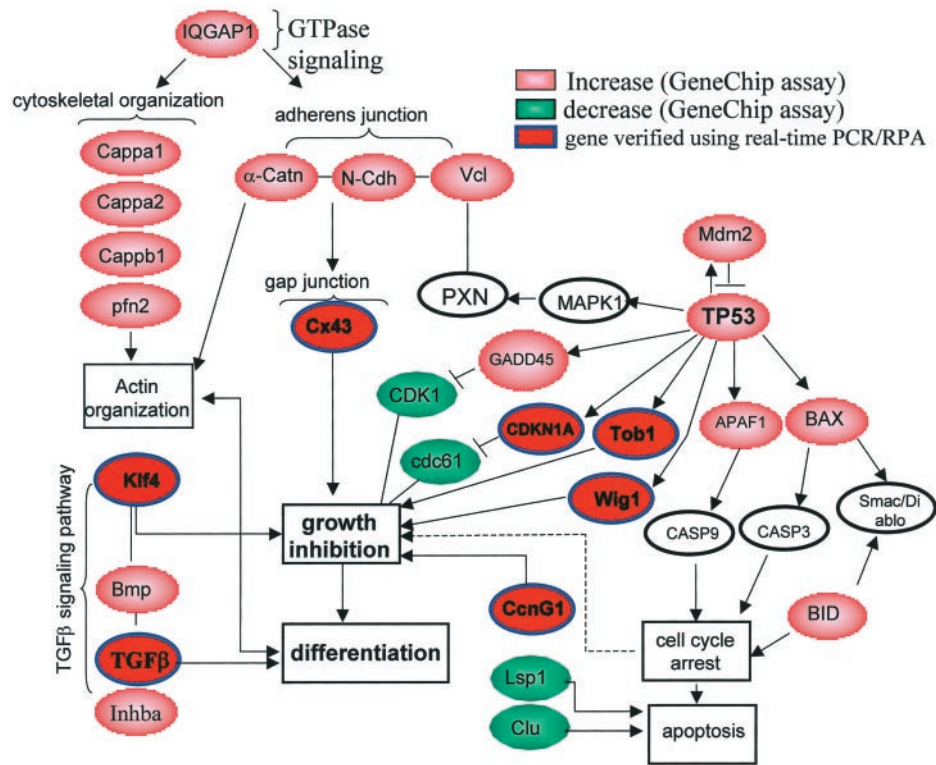 IQGAP1
GTPase
signaling
Increase (GeneChip assay)
decrease (GeneChip assay)
gene verified using real-time PCR/RPA
cytoskeletal organization
adherens junction
Cappa1
Cappa2
Cappb1
pfn2
α-Catn
N-Cdh
Vcl
Mdm2
gap junction
Cx43
PXN
MAPK1
TP53
Actin
organization
CDK1
GADD45
CDKN1A
cdc61
Tob1
APAF1
BAX
Wig1
Klf4
growth
inhibition
CASP9
CASP3
Smac/Di
ablo
TGFβ signaling pathway
Bmp
CcnG1
BID
TGFβ
differentiation
cell cycle
arrest
Inhba
Lsp1
Clu
apoptosis